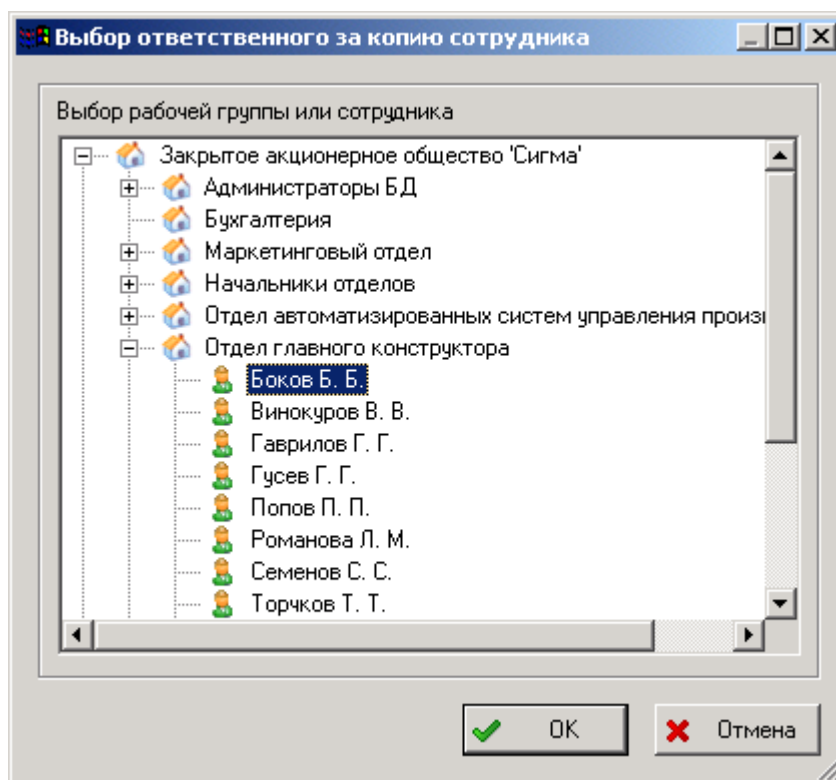 Выбор ответственного за копию сотрудника
Выбор рабочей группы или сотрудника
Закрытое акционерное общество 'Сигма'
Администраторы БД
Бухгалтерия
Маркетинговый отдел
Начальники отделов
Отдел автоматизированных систем управления произ
Отдел главного конструктора
Боков Б. Б.
Винокуров В. В.
Гаврилов Г. Г.
Гусев Г. Г.
Попов П. П.
Романова Л. М.
Семенов С. С.
Торчков Т. Т.
OK Отмена